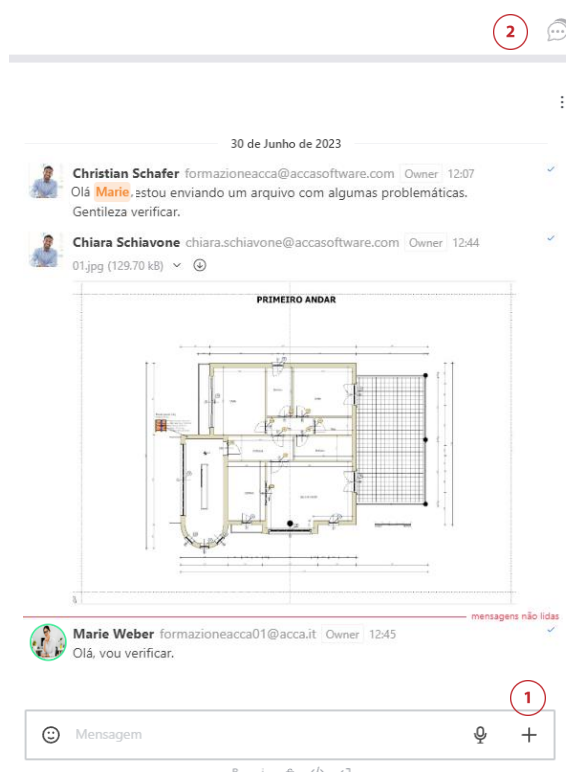 2
30 de Junho de 2023
Christian Schafer formazioneacca@accasoftware.com Owner 12:07
Olá Marie, estou enviando um arquivo com algumas problemáticas.
Gentileza verificar.
Chiara Schiavone chiara.schiavone@accasoftware.com Owner 12:44
01.jpg (129.70 kB)
PRIMEIRO ANDAR
mensagens não lidas
Marie Weber formazioneacca01@acca.it Owner 12:45
Olá, vou verificar.
1
Mensagem